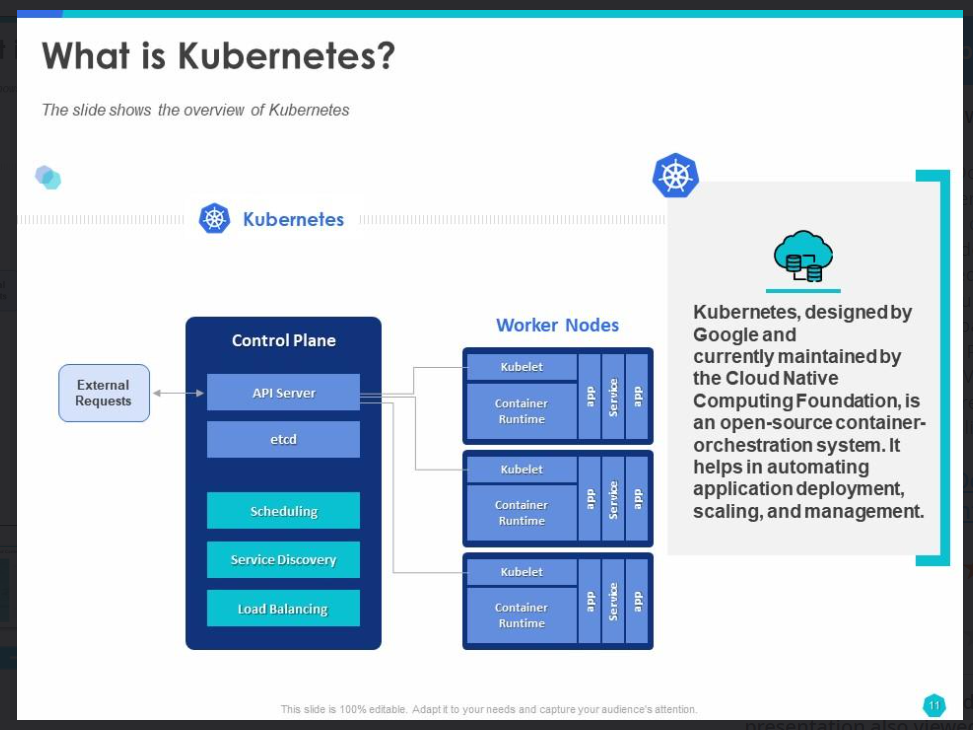 What is Kubernetes?
The slide shows the overview of Kubernetes
Kubernetes
External
Requests
Control Plane
API Server
etcd
Scheduling
Service Discovery
Load Balancing
Worker Nodes
Kubelet
Container
Runtime
app
Service
app
Kubelet
Container
Runtime
app
Service
app
Kubelet
Container
Runtime
app
Service
app
Kubernetes, designed by
Google and
currently maintained by
the Cloud Native
Computing Foundation, is
an open-source container-
orchestration system. It
helps in automating
application deployment,
scaling, and management.
This slide is 100% editable. Adapt it to your needs and capture your audience's attention.
11
presentation also viewed